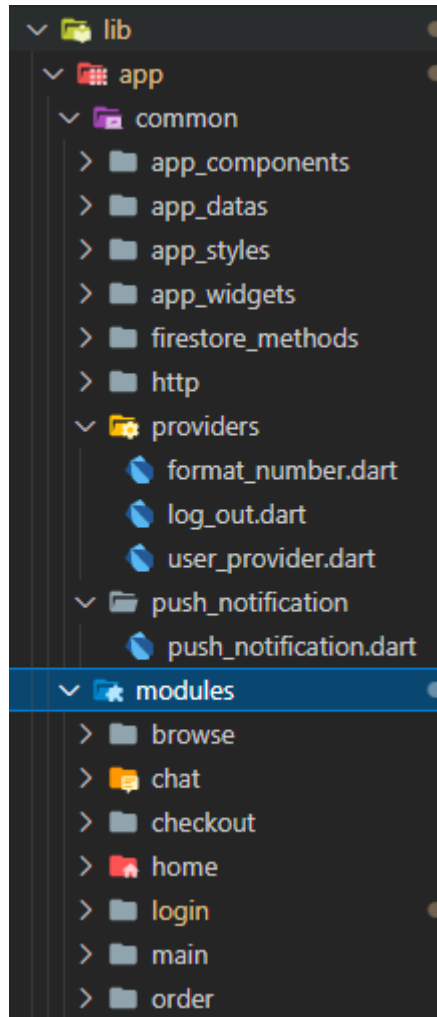 lib
app
common
app_components
app_datas
app_styles
app_widgets
firestore_methods
http
providers
format_number.dart
log_out.dart
user_provider.dart
push_notification
push_notification.dart
modules
browse
chat
checkout
home
login
main
order